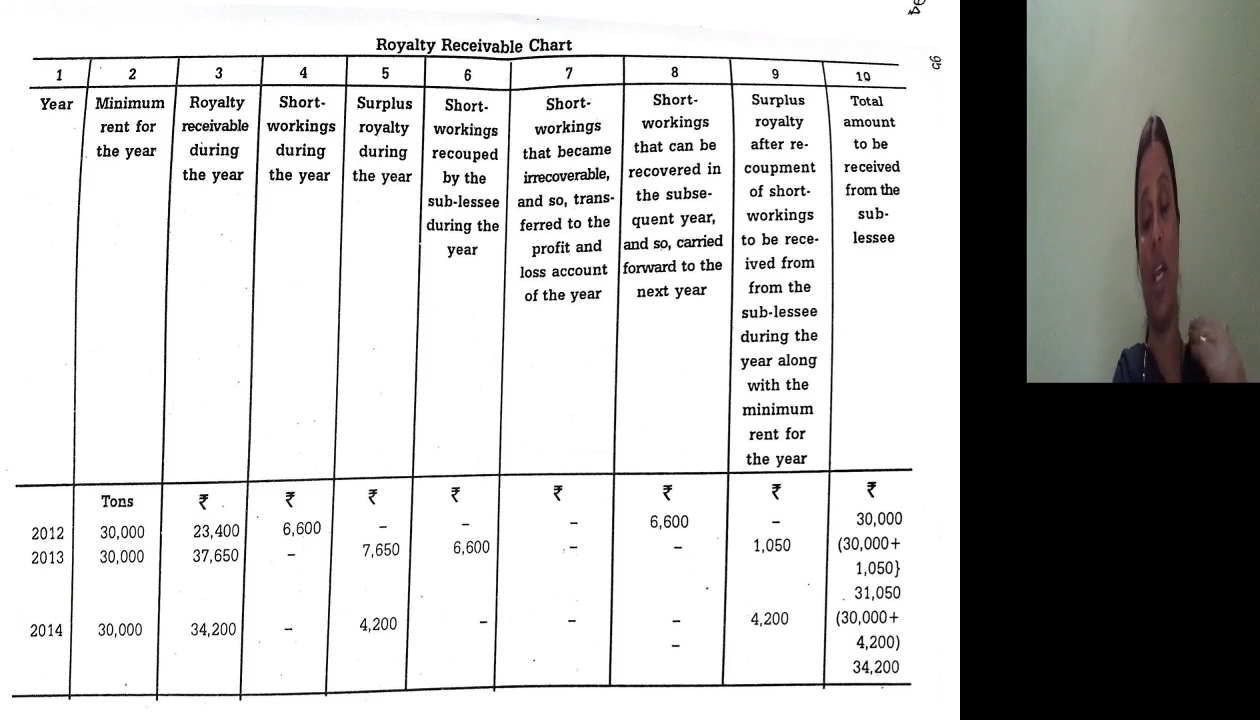 94
95
Royalty Receivable Chart
1 2 3 4 5 6 7 8 9 10
Year
Minimum
rent for
the year
Royalty
receivable
during
the year
Short-
workings
during
the year
Surplus
royalty
during
the year
Short-
workings
recouped
by the
sub-lessee
during the
year
Short-
workings
that became
irrecoverable,
and so, trans-
ferred to the
profit and
loss account
of the year
Short-
workings
that can be
recovered in
the subse-
quent year,
and so, carried
forward to the
next year
Surplus
royalty
after re-
coupment
of short-
workings
to be rece-
ived from
from the
sub-lessee
during the
year along
with the
minimum
rent for
the year
Total
amount
to be
received
from the
sub-
lessee
Tons ₹ ₹ ₹ ₹ ₹ ₹ ₹ ₹
2012 30,000 23,400 6,600 – – – 6,600 – 30,000
2013 30,000 37,650 – 7,650 6,600 – – 1,050 (30,000+
1,050}
31,050
2014 30,000 34,200 – 4,200 – – – 4,200 (30,000+
– 4,200)
34,200